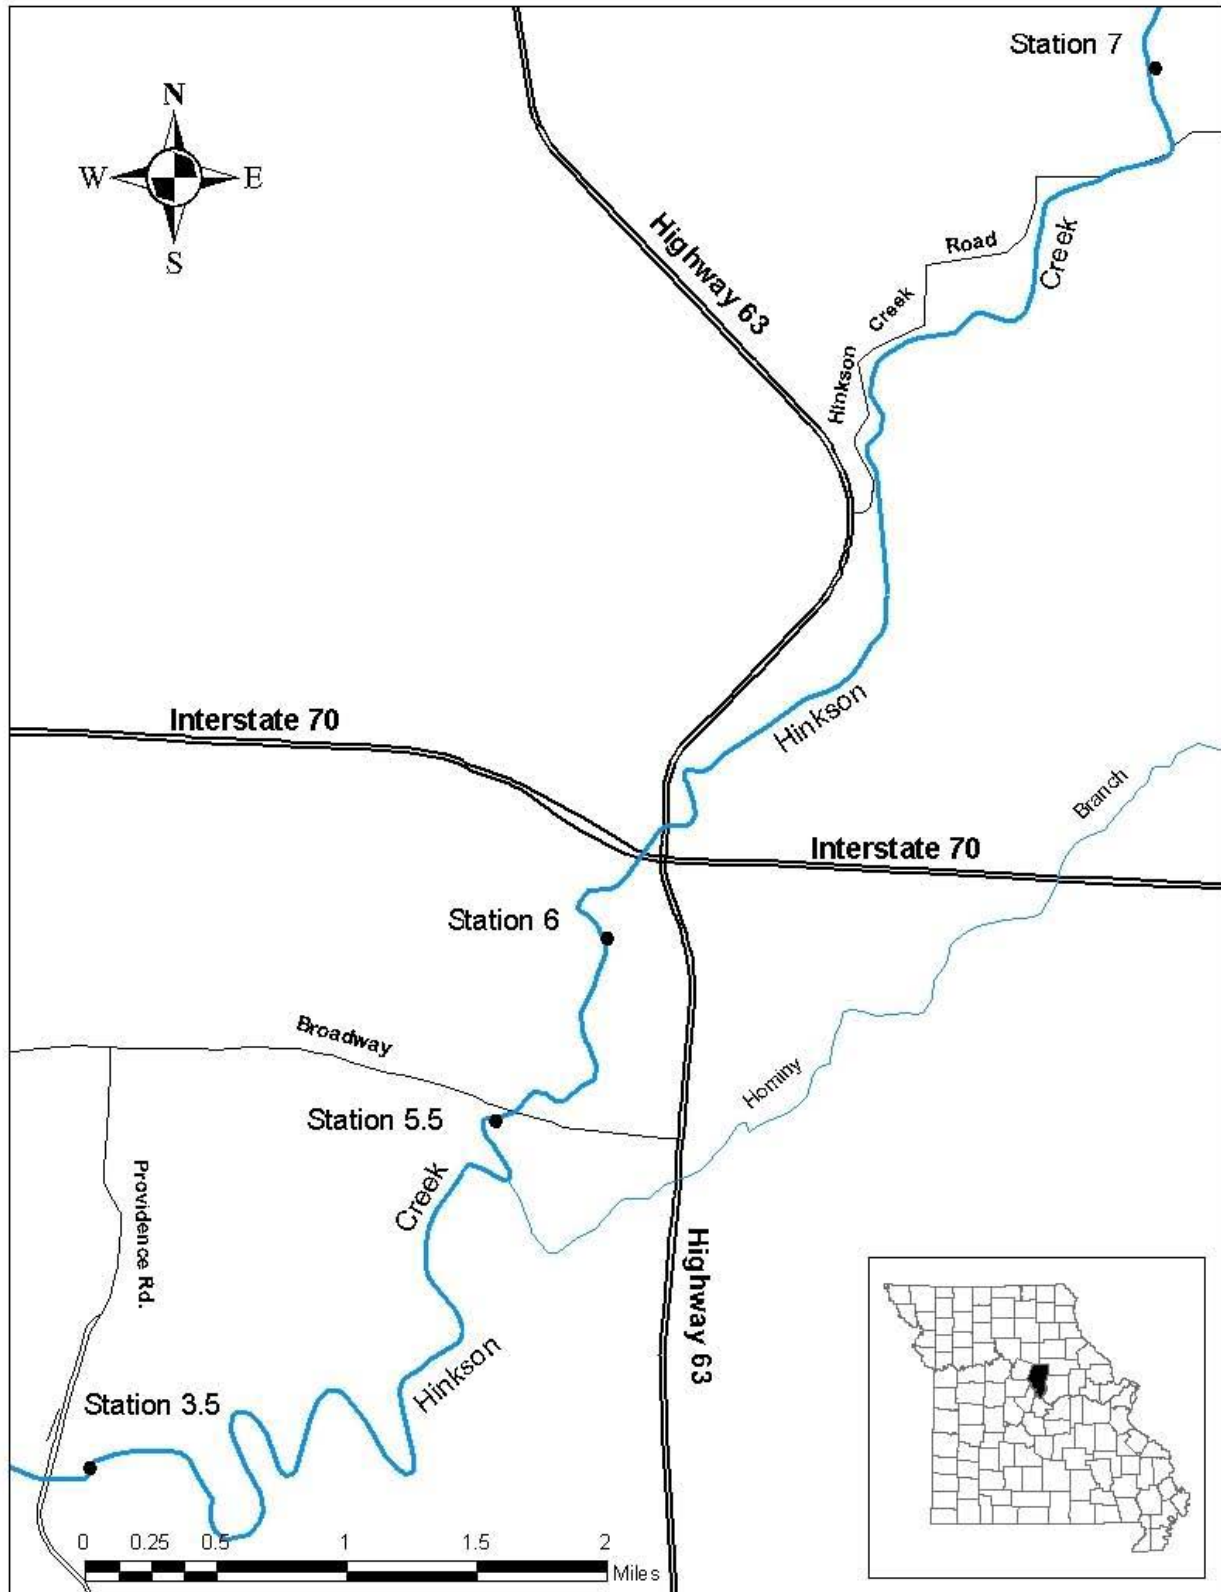 Station 7
N
W
E
S
Highway 63
Road
Creek
Creek
Hinkson
Hinkson
Interstate 70
Interstate 70
Branch
Station 6
Broadway
Hominy
Station 5.5
Creek
Providence Rd.
Highway 63
Hinkson
Station 3.5
0 0.25 0.5 1 2
Miles